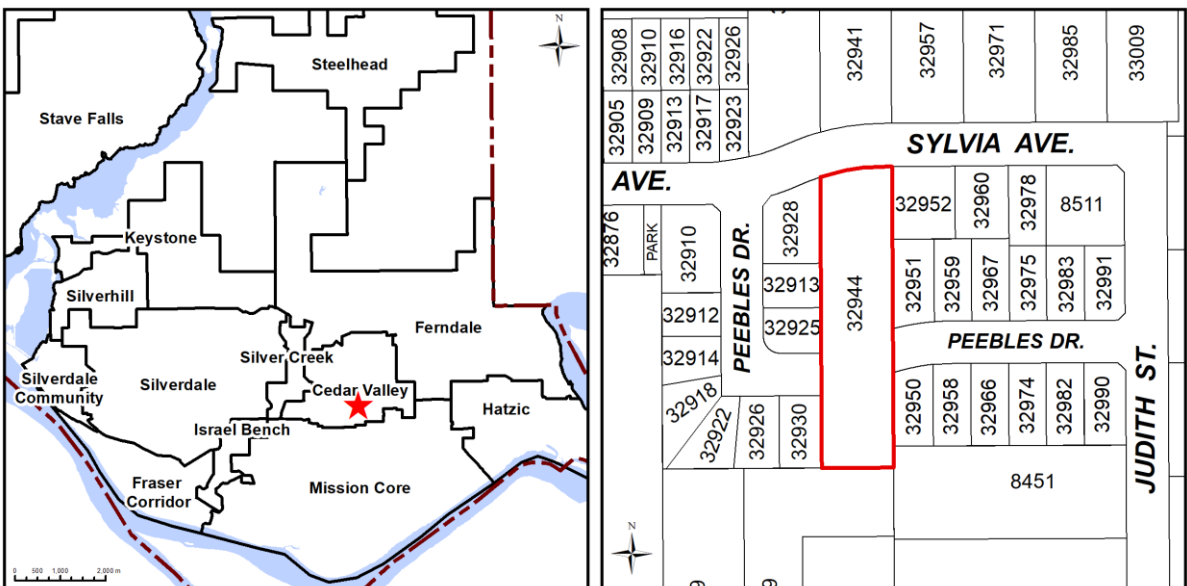 N
Steelhead
Stave Falls
Keystone
Silverhill
Ferndale
Silver Creek
Silverdale
Community
Silverdale
Cedar Valley
Hatzic
Israel Bench
Fraser
Corridor
Mission Core
0 500 1,000 2,000 m
32908
32910
32916
32922
32926
32941
32957
32971
32985
33009
32905
32909
32913
32917
32923
SYLVIA AVE.
AVE.
32876
PARK
32910
PEEBLES DR.
32928
32944
32952
32960
32978
8511
32913
32951
32959
32967
32975
32983
32991
32912
32925
PEEBLES DR.
32914
JUDITH ST.
32918
32922
32926
32930
32950
32958
32966
32974
32982
32990
8451
N